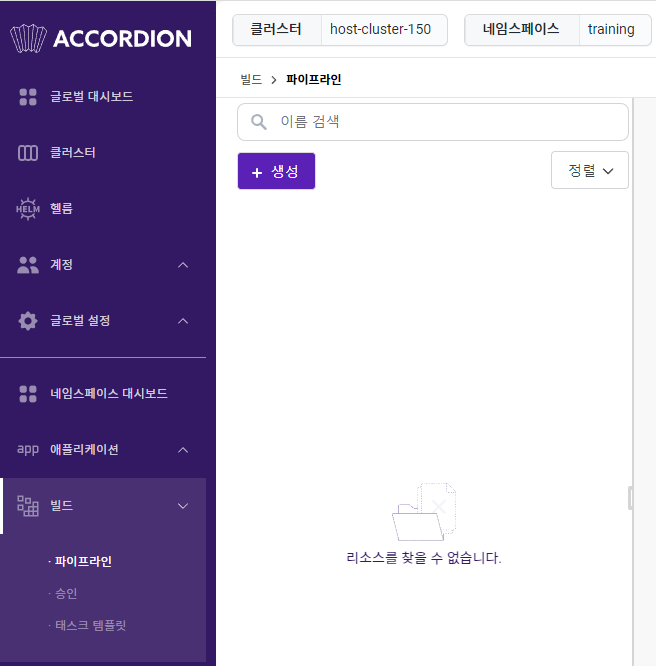 ACCORDION
클러스터 host-cluster-150 네임스페이스 training
빌드 > 파이프라인
이름 검색
+ 생성
정렬
글로벌 대시보드
클러스터
HELM 헬름
계정
글로벌 설정
네임스페이스 대시보드
app 애플리케이션
빌드
· 파이프라인
· 승인
· 태스크 템플릿
리소스를 찾을 수 없습니다.